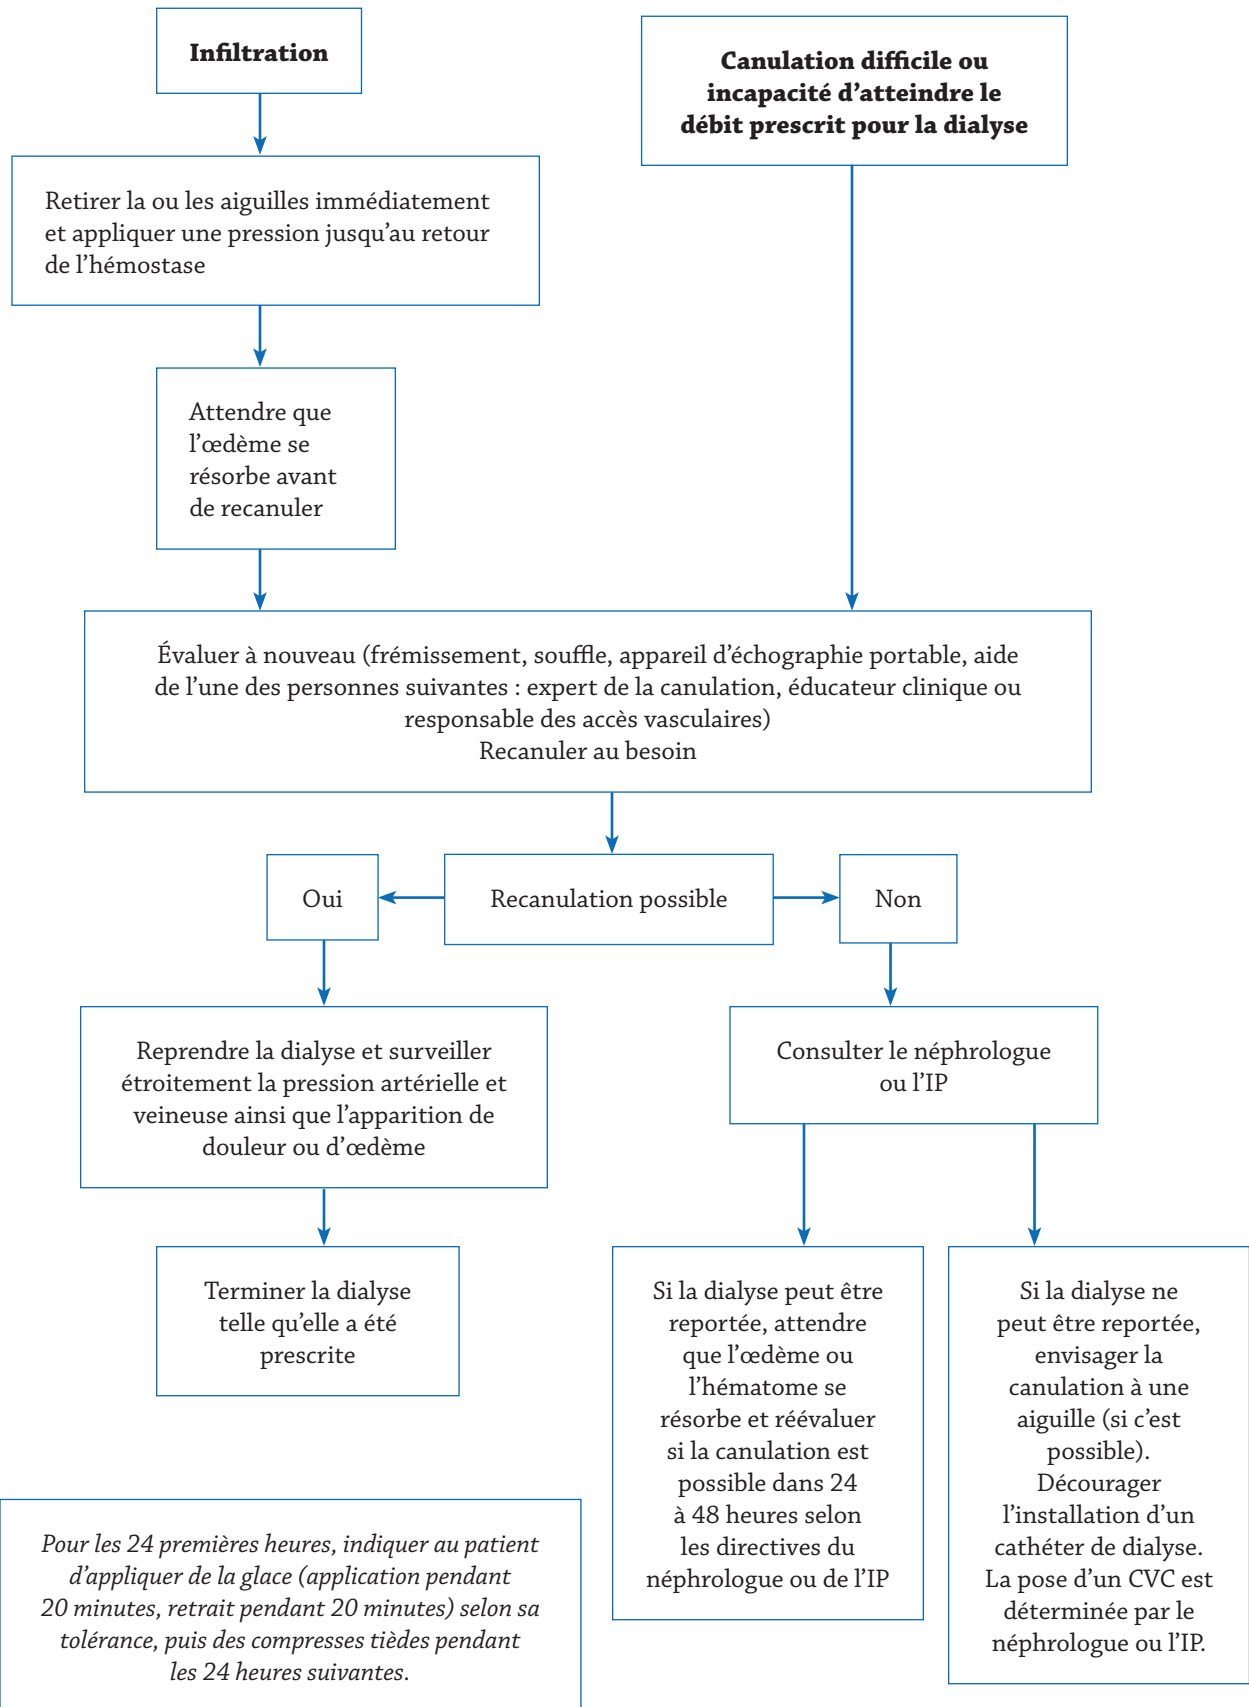 Infiltration
Canulation difficile ou
incapacité d’atteindre le
débit prescrit pour la dialyse
Retirer la ou les aiguilles immédiatement
et appliquer une pression jusqu’au retour
de l’hémostase
Attendre que
l’œdème se
résorbe avant
de recanuler
Évaluer à nouveau (frémissement, souffle, appareil d’échographie portable, aide
de l’une des personnes suivantes : expert de la canulation, éducateur clinique ou
responsable des accès vasculaires)
Recanuler au besoin
Oui
Recanulation possible
Non
Reprendre la dialyse et surveiller
étroitement la pression artérielle et
veineuse ainsi que l’apparition de
douleur ou d’œdème
Consulter le néphrologue
ou l’IP
Terminer la dialyse
telle qu’elle a été
prescrite
Si la dialyse peut être
reportée, attendre
que l’œdème ou
l’hématome se
résorbe et réévaluer
si la canulation est
possible dans 24
à 48 heures selon
les directives du
néphrologue ou de l’IP
Si la dialyse ne
peut être reportée,
envisager la
canulation à une
aiguille (si c’est
possible).
Décourager
l’installation d’un
cathéter de dialyse.
La pose d’un CVC est
déterminée par le
néphrologue ou l’IP.
Pour les 24 premières heures, indiquer au patient
d’appliquer de la glace (application pendant
20 minutes, retrait pendant 20 minutes) selon sa
tolérance, puis des compresses tièdes pendant
les 24 heures suivantes.